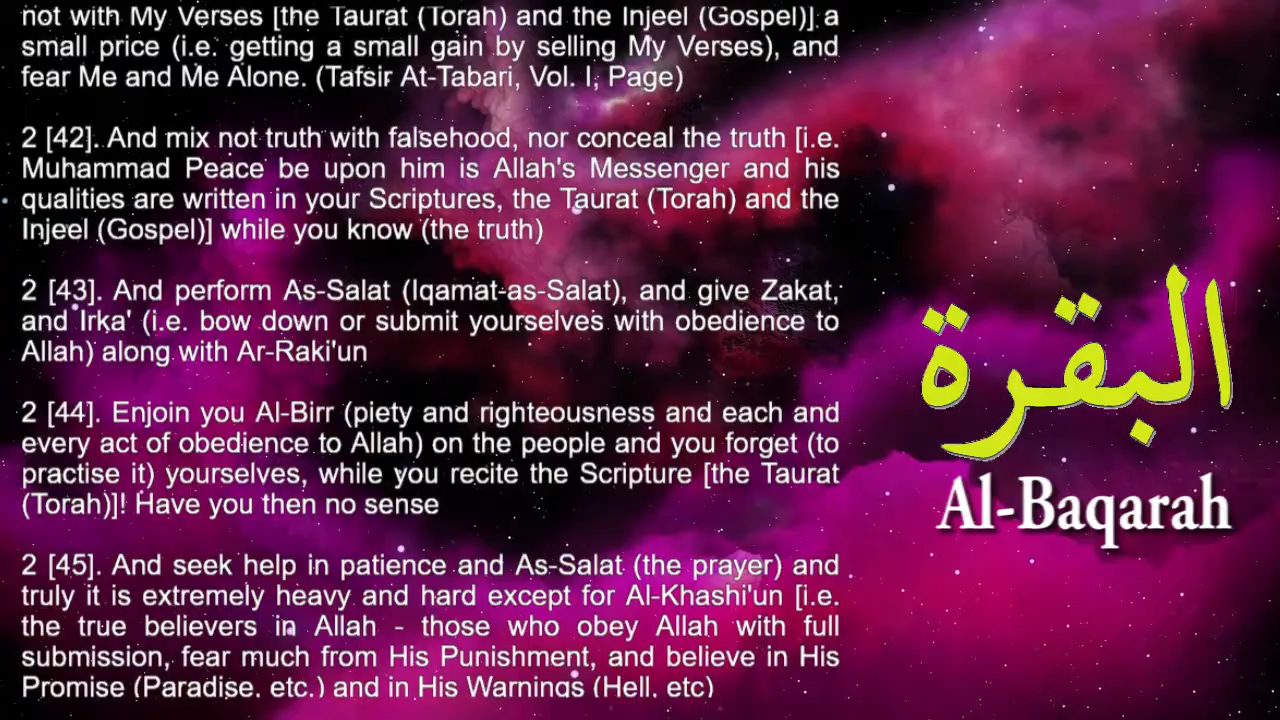 not with My Verses [the Taurat (Torah) and the Injeel (Gospel)] a
small price (i.e. getting a small gain by selling My Verses), and
fear Me and Me Alone. (Tafsir At-Tabari, Vol. I, Page)
2 [42]. And mix not truth with falsehood, nor conceal the truth [i.e.
Muhammad Peace be upon him is Allah's Messenger and his
qualities are written in your Scriptures, the Taurat (Torah) and the
Injeel (Gospel)] while you know (the truth)
2 [43]. And perform As-Salat (Iqamat-as-Salat), and give Zakat,
and Irka' (i.e. bow down or submit yourselves with obedience to
Allah) along with Ar-Raki'un
2 [44]. Enjoin you Al-Birr (piety and righteousness and each and
every act of obedience to Allah) on the people and you forget (to
practise it) yourselves, while you recite the Scripture [the Taurat
(Torah)]! Have you then no sense
2 [45]. And seek help in patience and As-Salat (the prayer) and
truly it is extremely heavy and hard except for Al-Khashi'un [i.e.
the true believers in Allah - those who obey Allah with full
submission, fear much from His Punishment, and believe in His
Promise (Paradise, etc.) and in His Warnings (Hell, etc)
البقرة
Al-Baqarah